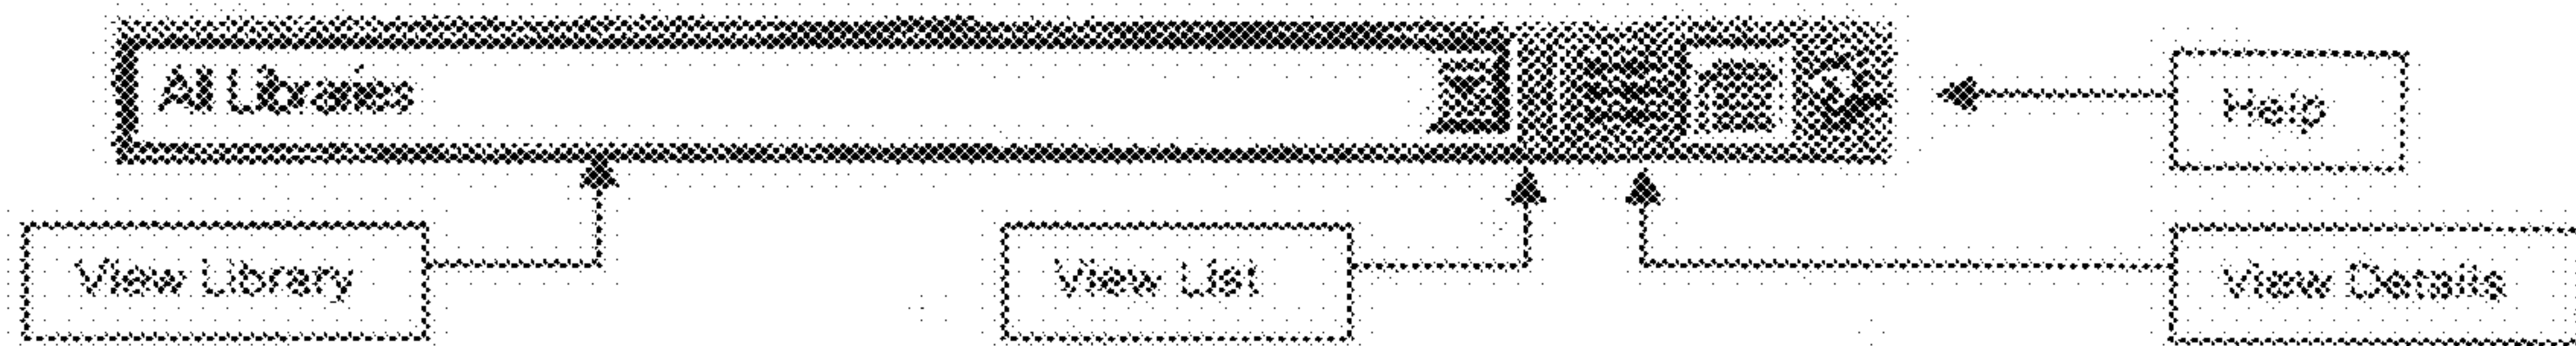 All Libraries
Help
View Library
View List
View Details